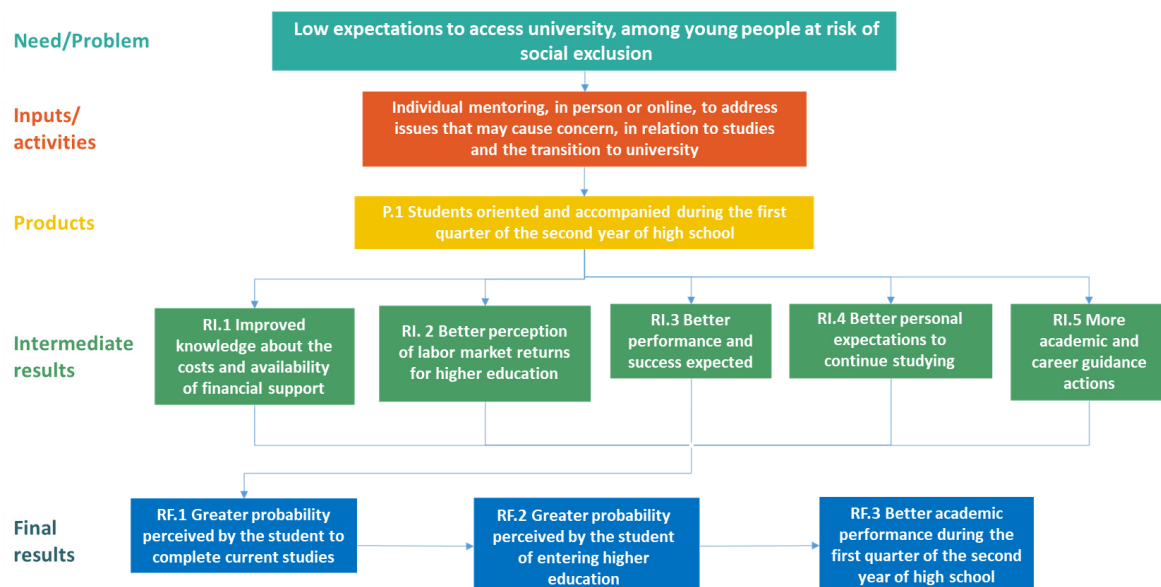 Need/Problem
Low expectations to access university, among young people at risk of
social exclusion
Inputs/
activities
Individual mentoring, in person or online, to address
issues that may cause concern, in relation to studies
and the transition to university
Products
P.1 Students oriented and accompanied during the first
quarter of the second year of high school
Intermediate
results
RI.1 Improved
knowledge about the
costs and availability
of financial support
RI. 2 Better perception
of labor market returns
for higher education
RI.3 Better
performance and
success expected
RI.4 Better personal
expectations to
continue studying
RI.5 More
academic and
career guidance
actions
Final
results
RF.1 Greater probability
perceived by the student to
complete current studies
RF.2 Greater probability
perceived by the student
of entering higher
education
RF.3 Better academic
performance during the
first quarter of the second
year of high school